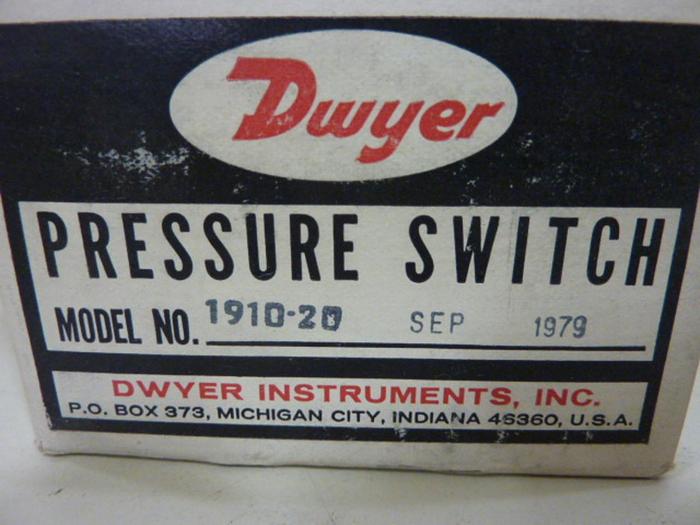 Dwyer
PRESSURE SWITCH
MODEL NO. 1910-20 SEP 1979
DWYER INSTRUMENTS, INC.
P.O. BOX 373, MICHIGAN CITY, INDIANA 46360, U.S.A.